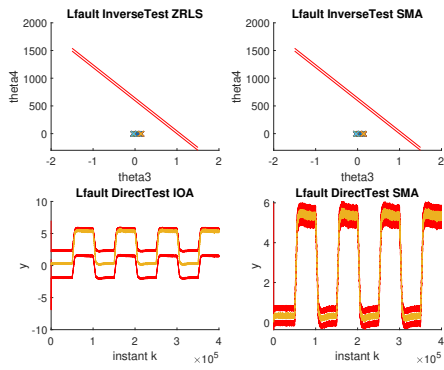 Lfault InverseTest ZRLS
Lfault InverseTest SMA
2000
1500
1000
500
0
theta4
-2 -1 0 1 2
theta3
2000
1500
1000
500
0
theta4
-2 -1 0 1 2
theta3
Lfault DirectTest IOA
Lfault DirectTest SMA
10
5
0
-5
-10
y
0 1 2 3 4
instant k
×10^5
6
4
2
0
y
0 1 2 3 4
instant k
×10^5